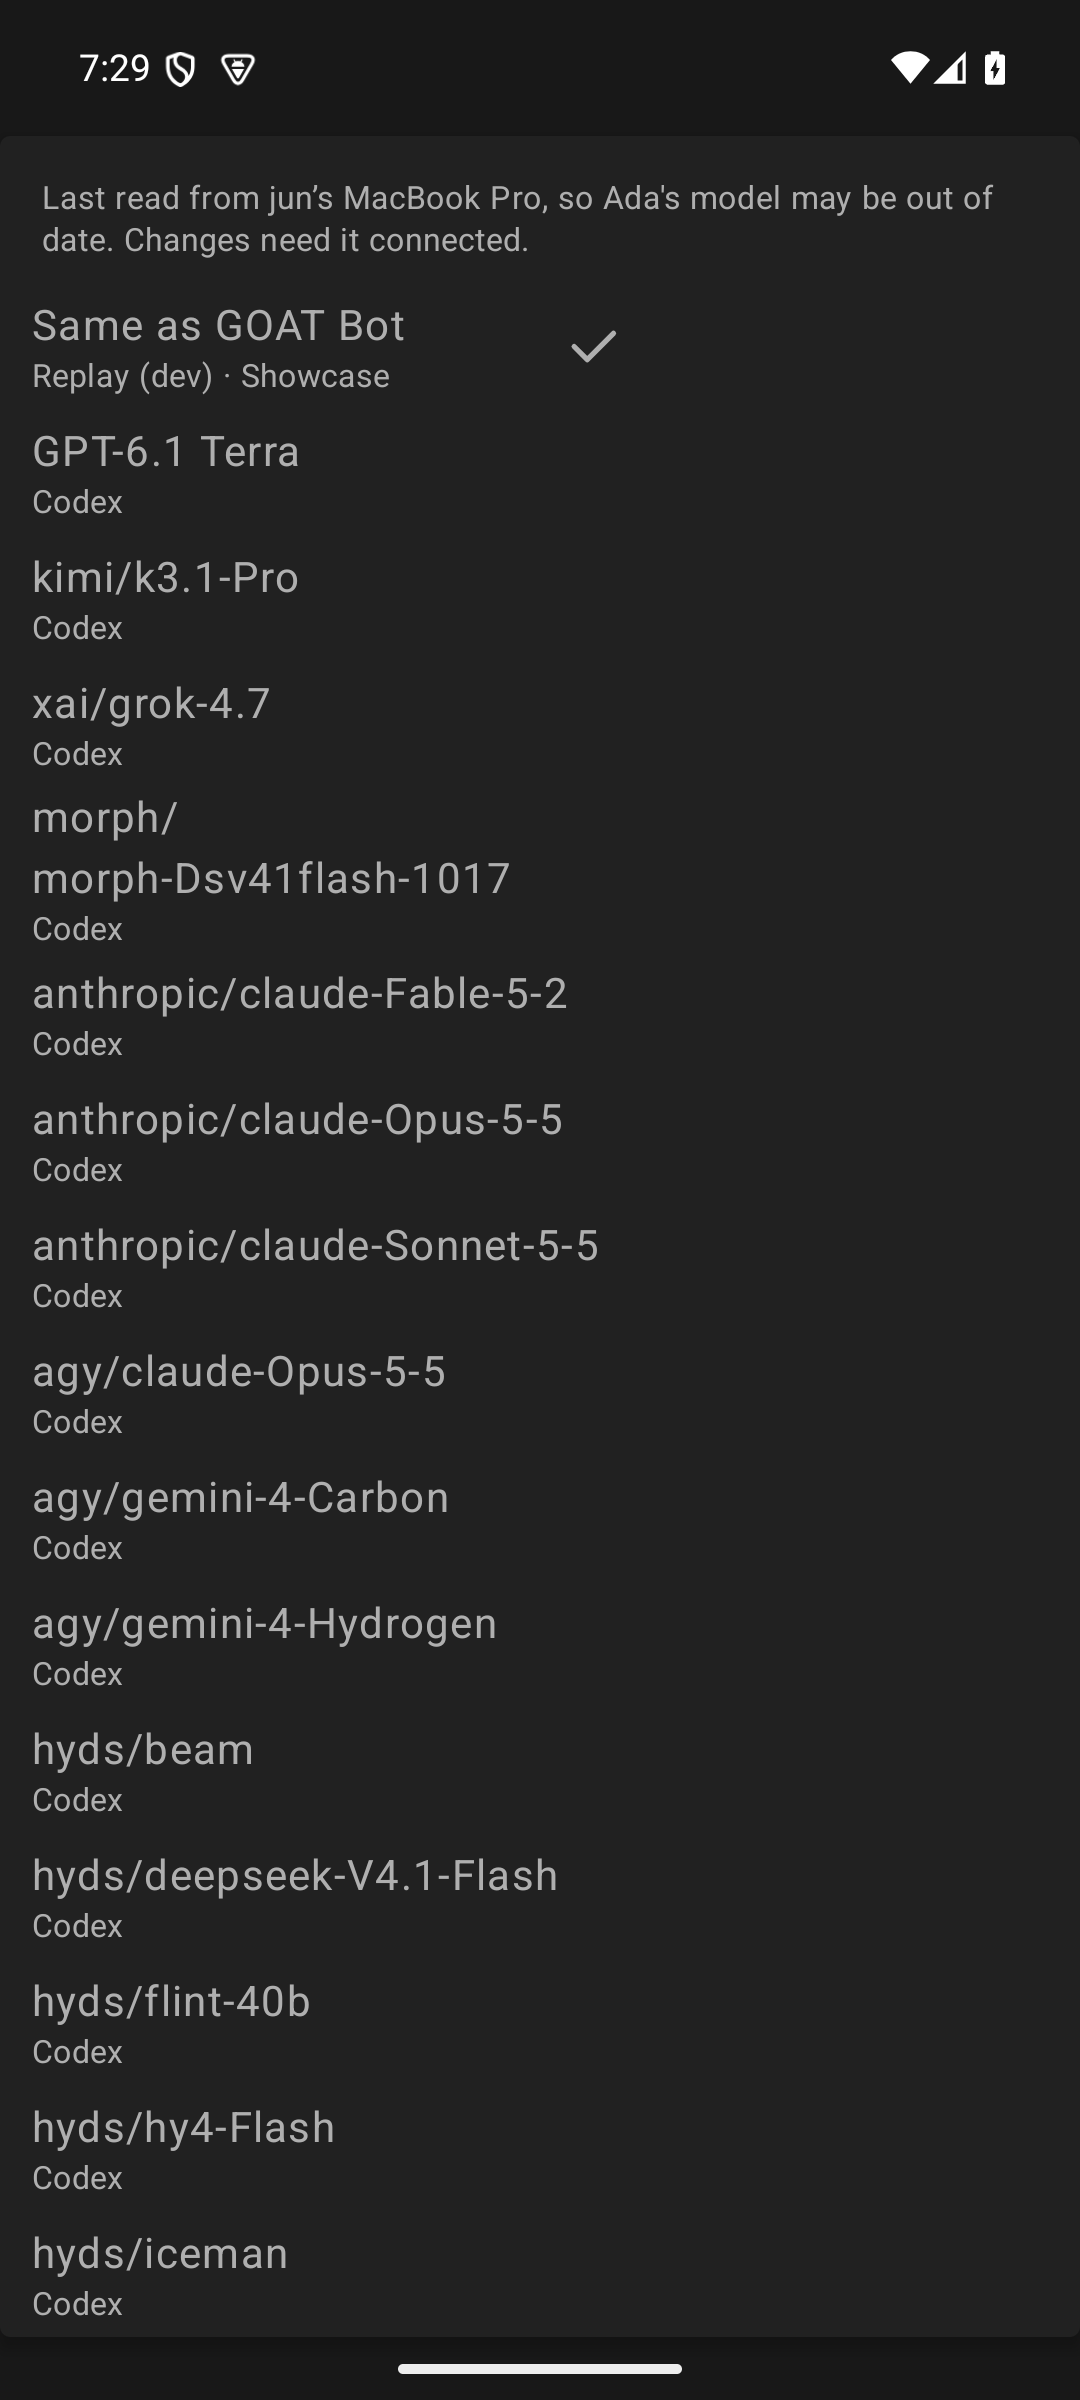 7:29
Last read from jun’s MacBook Pro, so Ada's model may be out of
date. Changes need it connected.
Same as GOAT Bot
Replay (dev) · Showcase
GPT-6.1 Terra
Codex
kimi/k3.1-Pro
Codex
xai/grok-4.7
Codex
morph/
morph-Dsv41flash-1017
Codex
anthropic/claude-Fable-5-2
Codex
anthropic/claude-Opus-5-5
Codex
anthropic/claude-Sonnet-5-5
Codex
agy/claude-Opus-5-5
Codex
agy/gemini-4-Carbon
Codex
agy/gemini-4-Hydrogen
Codex
hyds/beam
Codex
hyds/deepseek-V4.1-Flash
Codex
hyds/flint-40b
Codex
hyds/hy4-Flash
Codex
hyds/iceman
Codex